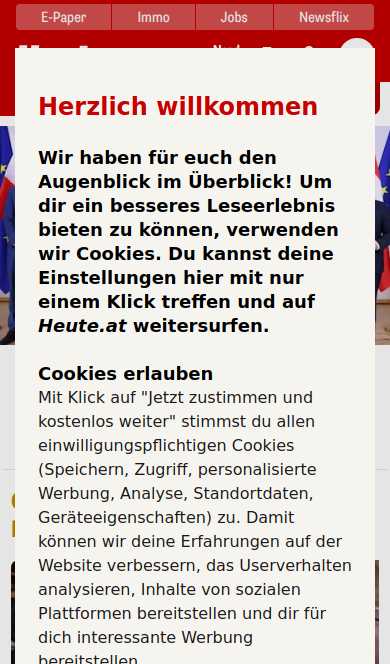 E-Paper Immo Jobs Newsflix
Herzlich willkommen
Wir haben für euch den
Augenblick im Überblick! Um
dir ein besseres Leseerlebnis
bieten zu können, verwenden
wir Cookies. Du kannst deine
Einstellungen hier mit nur
einem Klick treffen und auf
Heute.at weitersurfen.
Cookies erlauben
Mit Klick auf "Jetzt zustimmen und
kostenlos weiter" stimmst du allen
einwilligungspflichtigen Cookies
(Speichern, Zugriff, personalisierte
Werbung, Analyse, Standortdaten,
Geräteeigenschaften) zu. Damit
können wir deine Erfahrungen auf der
Website verbessern, das Userverhalten
analysieren, Inhalte von sozialen
Plattformen bereitstellen und dir für
dich interessante Werbung
bereitstellen